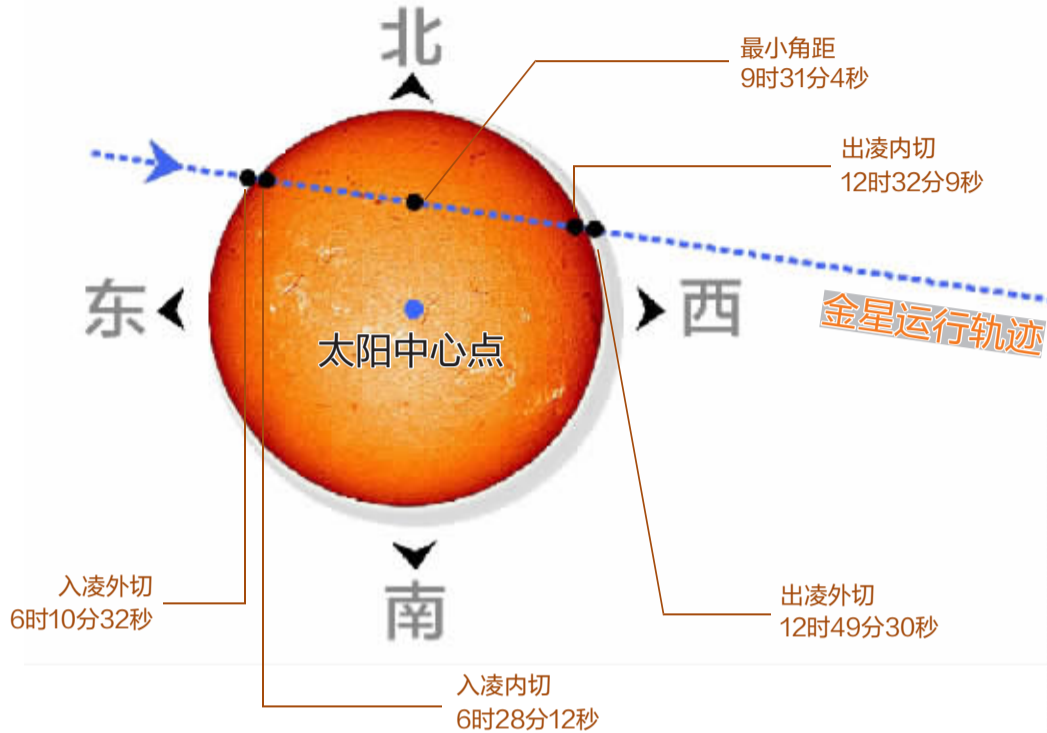 北
最小角距
9时31分4秒
出凌内切
12时32分9秒
东
西
金星运行轨迹
太阳中心点
入凌外切
6时10分32秒
南
出凌外切
12时49分30秒
入凌内切
6时28分12秒